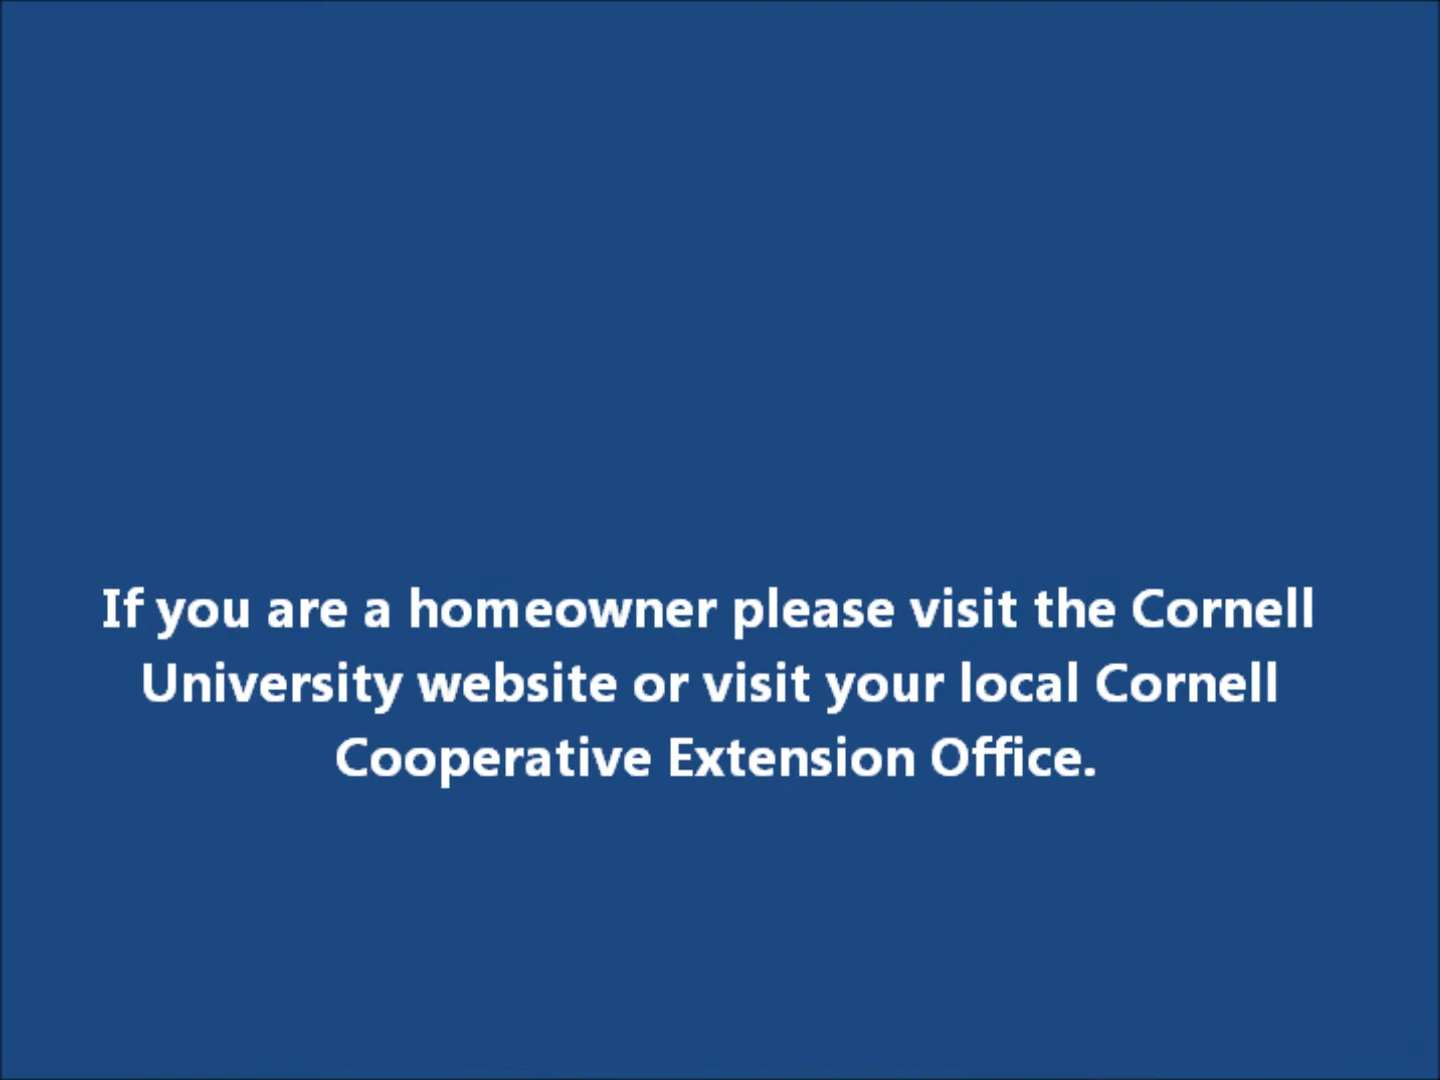 If you are a homeowner please visit the Cornell
University website or visit your local Cornell
Cooperative Extension Office.